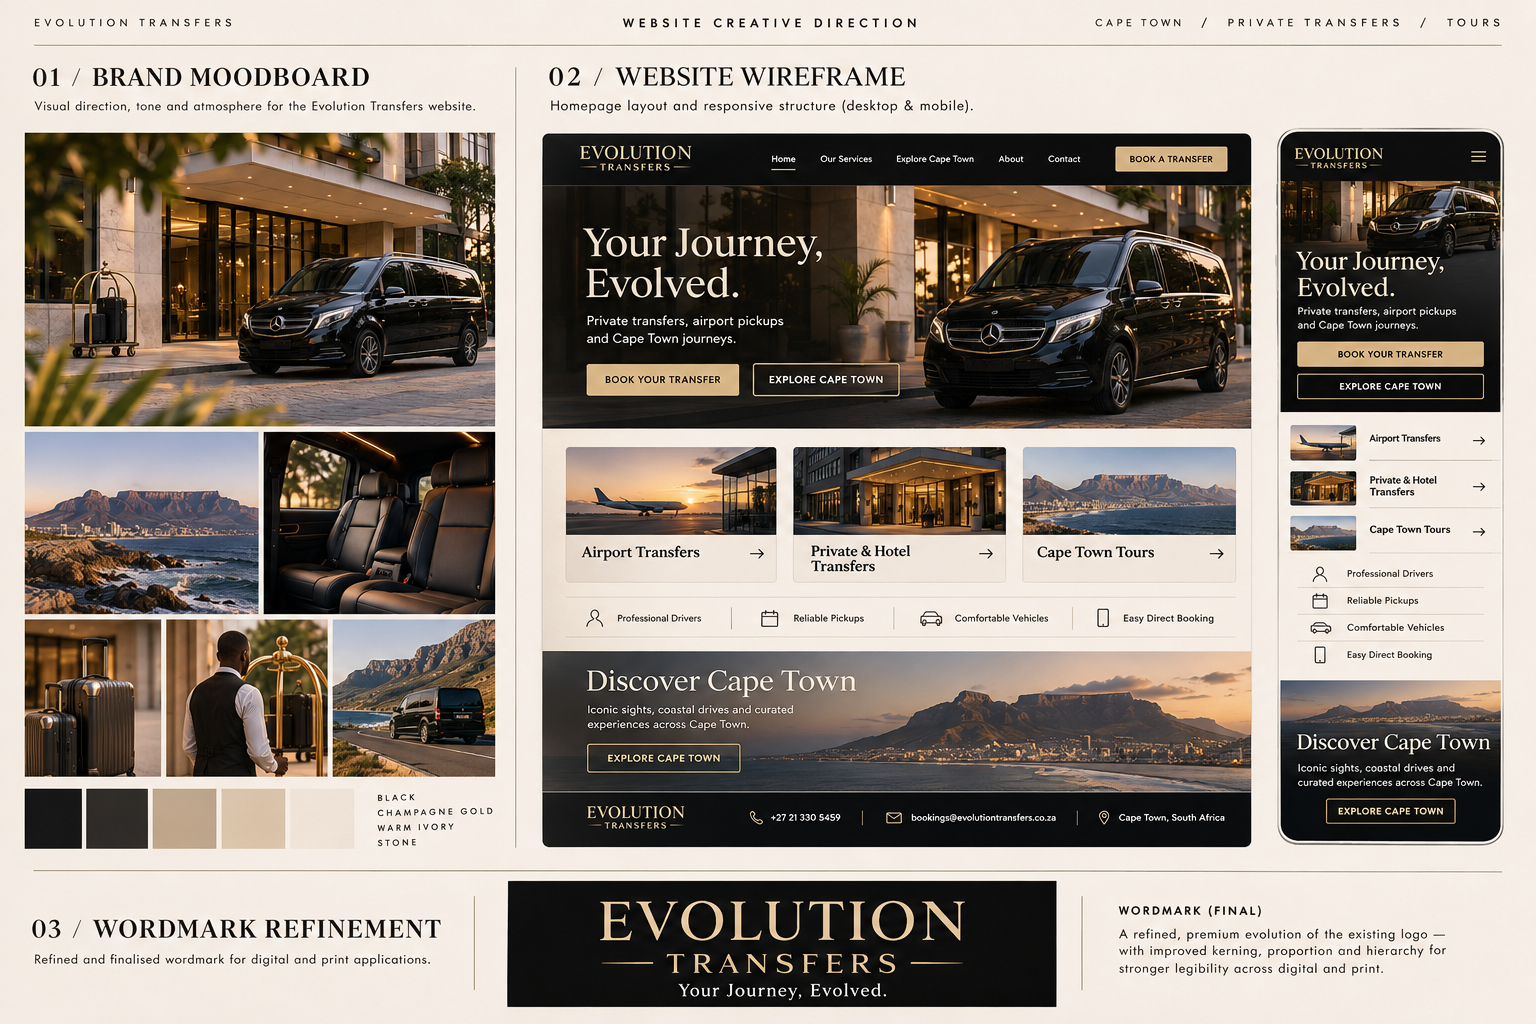 EVOLUTION TRANSFERS
WEBSITE CREATIVE DIRECTION
CAPE TOWN / PRIVATE TRANSFERS / TOURS
01 / BRAND MOODBOARD
Visual direction, tone and atmosphere for the Evolution Transfers website.
BLACK
CHAMPAGNE GOLD
WARM IVORY
STONE
02 / WEBSITE WIREFRAME
Homepage layout and responsive structure (desktop & mobile).
EVOLUTION
TRANSFERS
Home
Our Services
Explore Cape Town
About
Contact
BOOK A TRANSFER
Your Journey,
Evolved.
Private transfers, airport pickups
and Cape Town journeys.
BOOK YOUR TRANSFER
EXPLORE CAPE TOWN
Airport Transfers →
Private & Hotel
Transfers →
Cape Town Tours →
Professional Drivers
Reliable Pickups
Comfortable Vehicles
Easy Direct Booking
Discover Cape Town
Iconic sights, coastal drives and curated
experiences across Cape Town.
EXPLORE CAPE TOWN
EVOLUTION
TRANSFERS
+27 21 330 5459
bookings@evolutiontransfers.co.za
Cape Town, South Africa
EVOLUTION
TRANSFERS
Your Journey,
Evolved.
Private transfers, airport pickups
and Cape Town journeys.
BOOK YOUR TRANSFER
EXPLORE CAPE TOWN
Airport Transfers →
Private & Hotel
Transfers →
Cape Town Tours →
Professional Drivers
Reliable Pickups
Comfortable Vehicles
Easy Direct Booking
Discover Cape Town
Iconic sights, coastal drives and
curated experiences across Cape Town.
EXPLORE CAPE TOWN
03 / WORDMARK REFINEMENT
Refined and finalised wordmark for digital and print applications.
EVOLUTION
TRANSFERS
Your Journey, Evolved.
WORDMARK (FINAL)
A refined, premium evolution of the existing logo —
with improved kerning, proportion and hierarchy for
stronger legibility across digital and print.